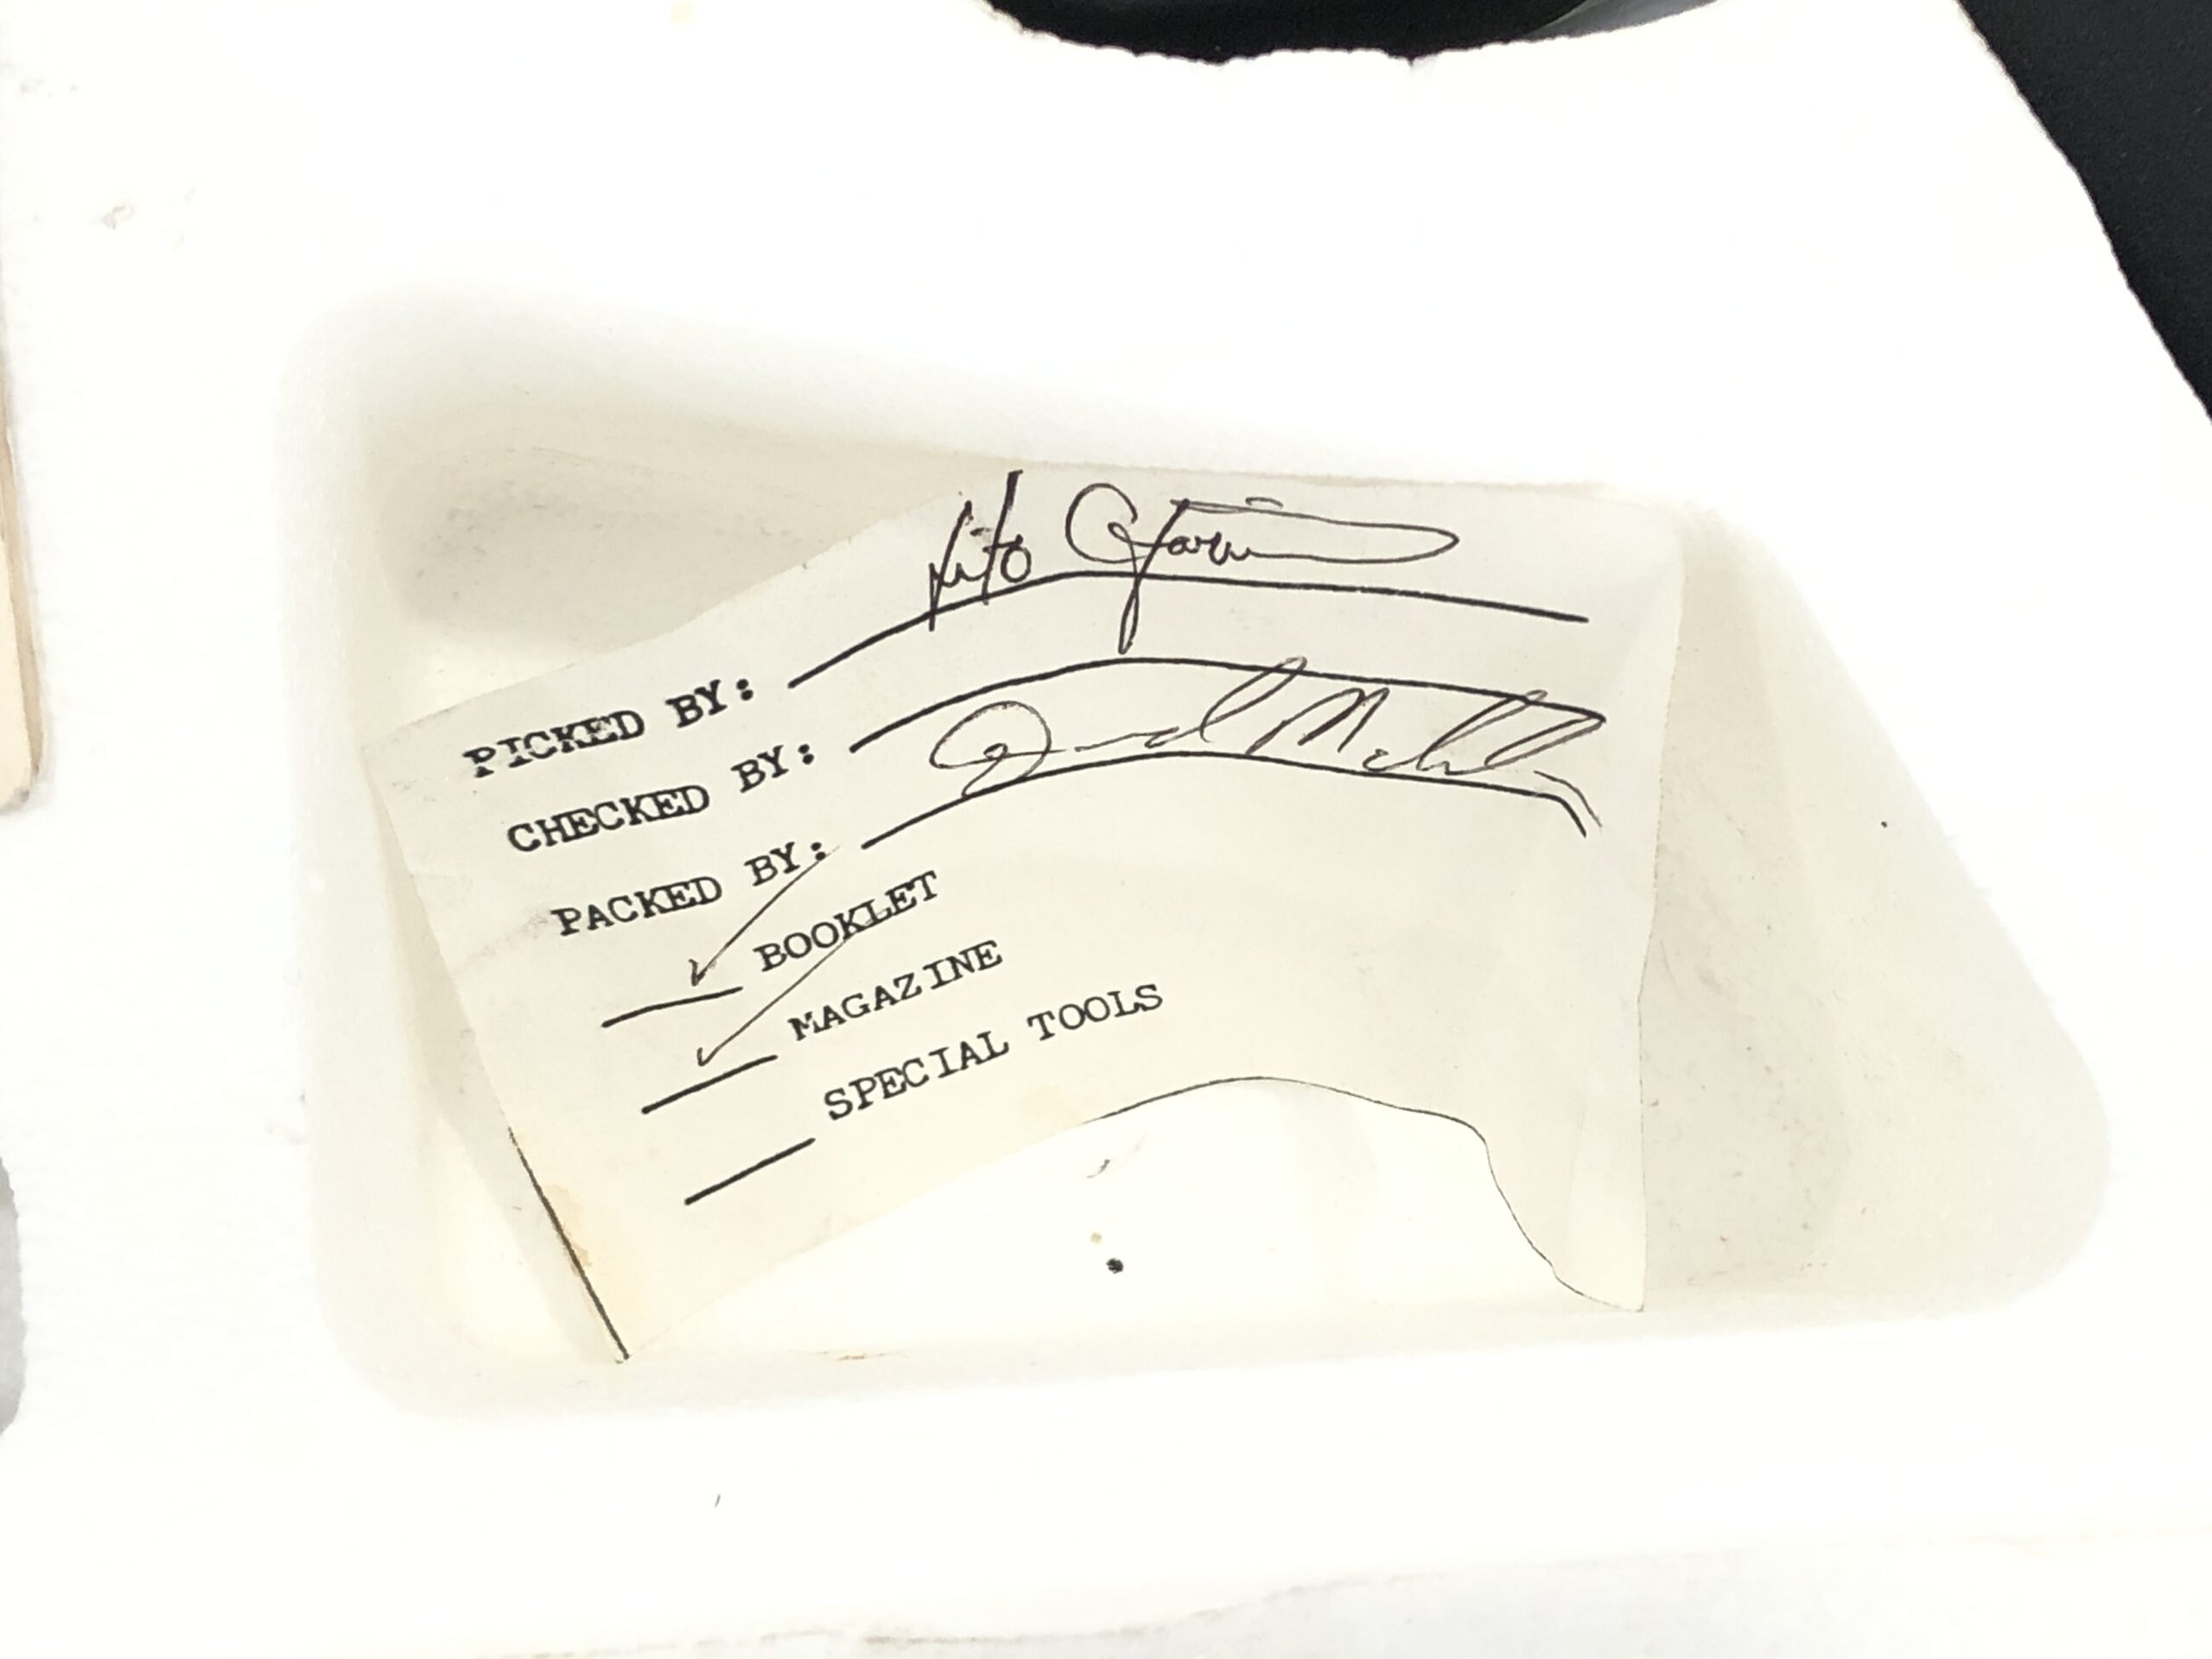 PICKED BY:
CHECKED BY:
PACKED BY:
BOOKLET
MAGAZINE
SPECIAL TOOLS